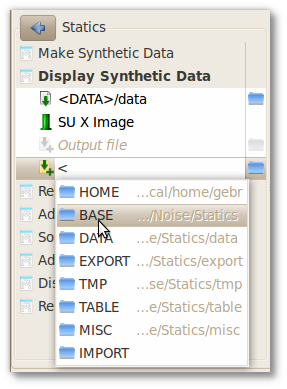 Statics
Make Synthetic Data
Display Synthetic Data
<DATA>/data
SU X Image
Output file
<
HOME …cal/home/gebr
Re
BASE …/Noise/Statics
Ad
DATA …e/Statics/data
So
EXPORT …/Statics/export
Ad
TMP …se/Statics/tmp
Dis
TABLE …e/Statics/table
Re
MISC …e/Statics/misc
IMPORT